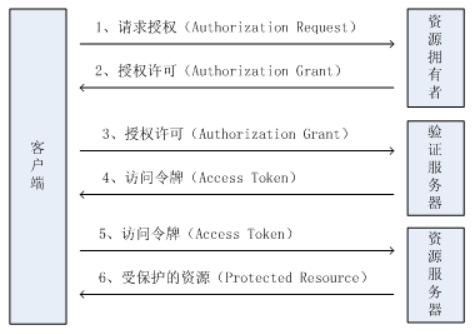 1、请求授权（Authorization Request）
2、授权许可（Authorization Grant）
3、授权许可（Authorization Grant）
4、访问令牌（Access Token）
5、访问令牌（Access Token）
6、受保护的资源（Protected Resource）
客户端
资源拥有者
验证服务器
资源服务器